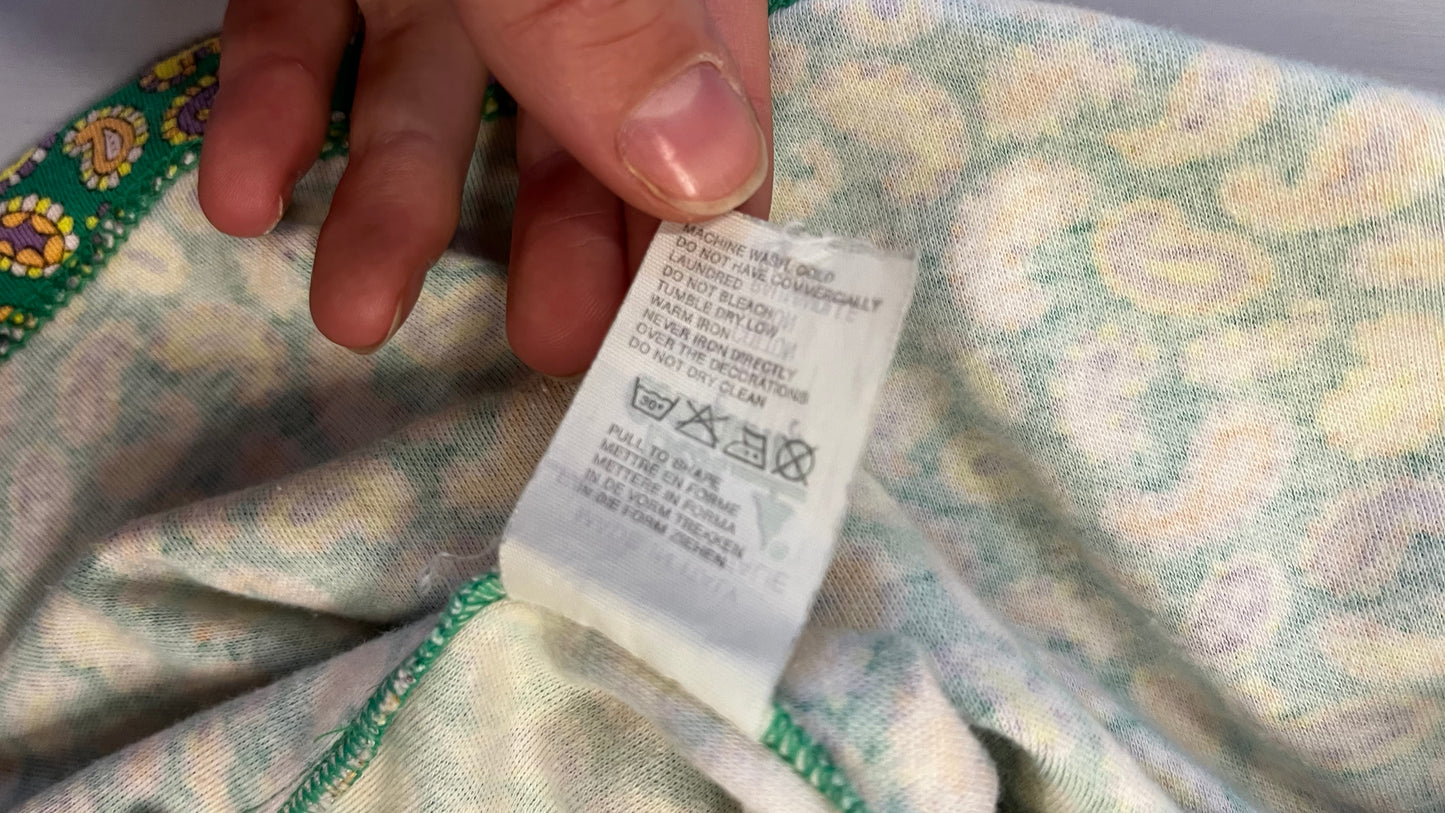 MACHINE WASH COLD
DO NOT HAVE COMMERCIALLY
LAUNDRED
DO NOT BLEACH
TUMBLE DRY LOW
WARM IRON
NEVER IRON DIRECTLY
OVER THE DECORATIONS
DO NOT DRY CLEAN
30°
PULL TO SHAPE
METTRE EN FORME
METTERE IN FORMA
IN DE VORM TREKKEN
IN DIE FORM ZIEHEN